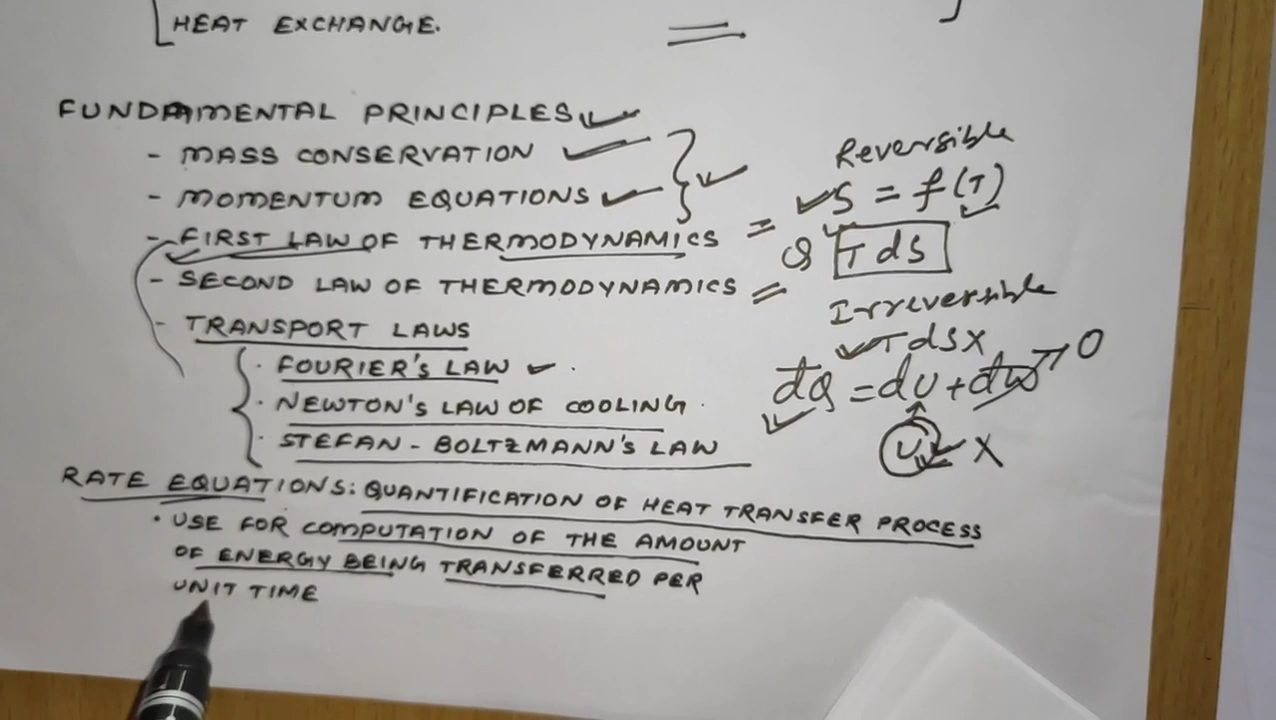 HEAT EXCHANGE.
FUNDAMENTAL PRINCIPLES
- MASS CONSERVATION
- MOMENTUM EQUATIONS
- FIRST LAW OF THERMODYNAMICS =
- SECOND LAW OF THERMODYNAMICS =
- TRANSPORT LAWS
· FOURIER'S LAW
· NEWTON'S LAW OF COOLING
· STEFAN - BOLTZMANN'S LAW
RATE EQUATIONS: QUANTIFICATION OF HEAT TRANSFER PROCESS
· USE FOR COMPUTATION OF THE AMOUNT
OF ENERGY BEING TRANSFERRED PER
UNIT TIME
Reversible
S = f(T)
TdS
Irreversible
TdS X
dQ = dU + dW 0
U X